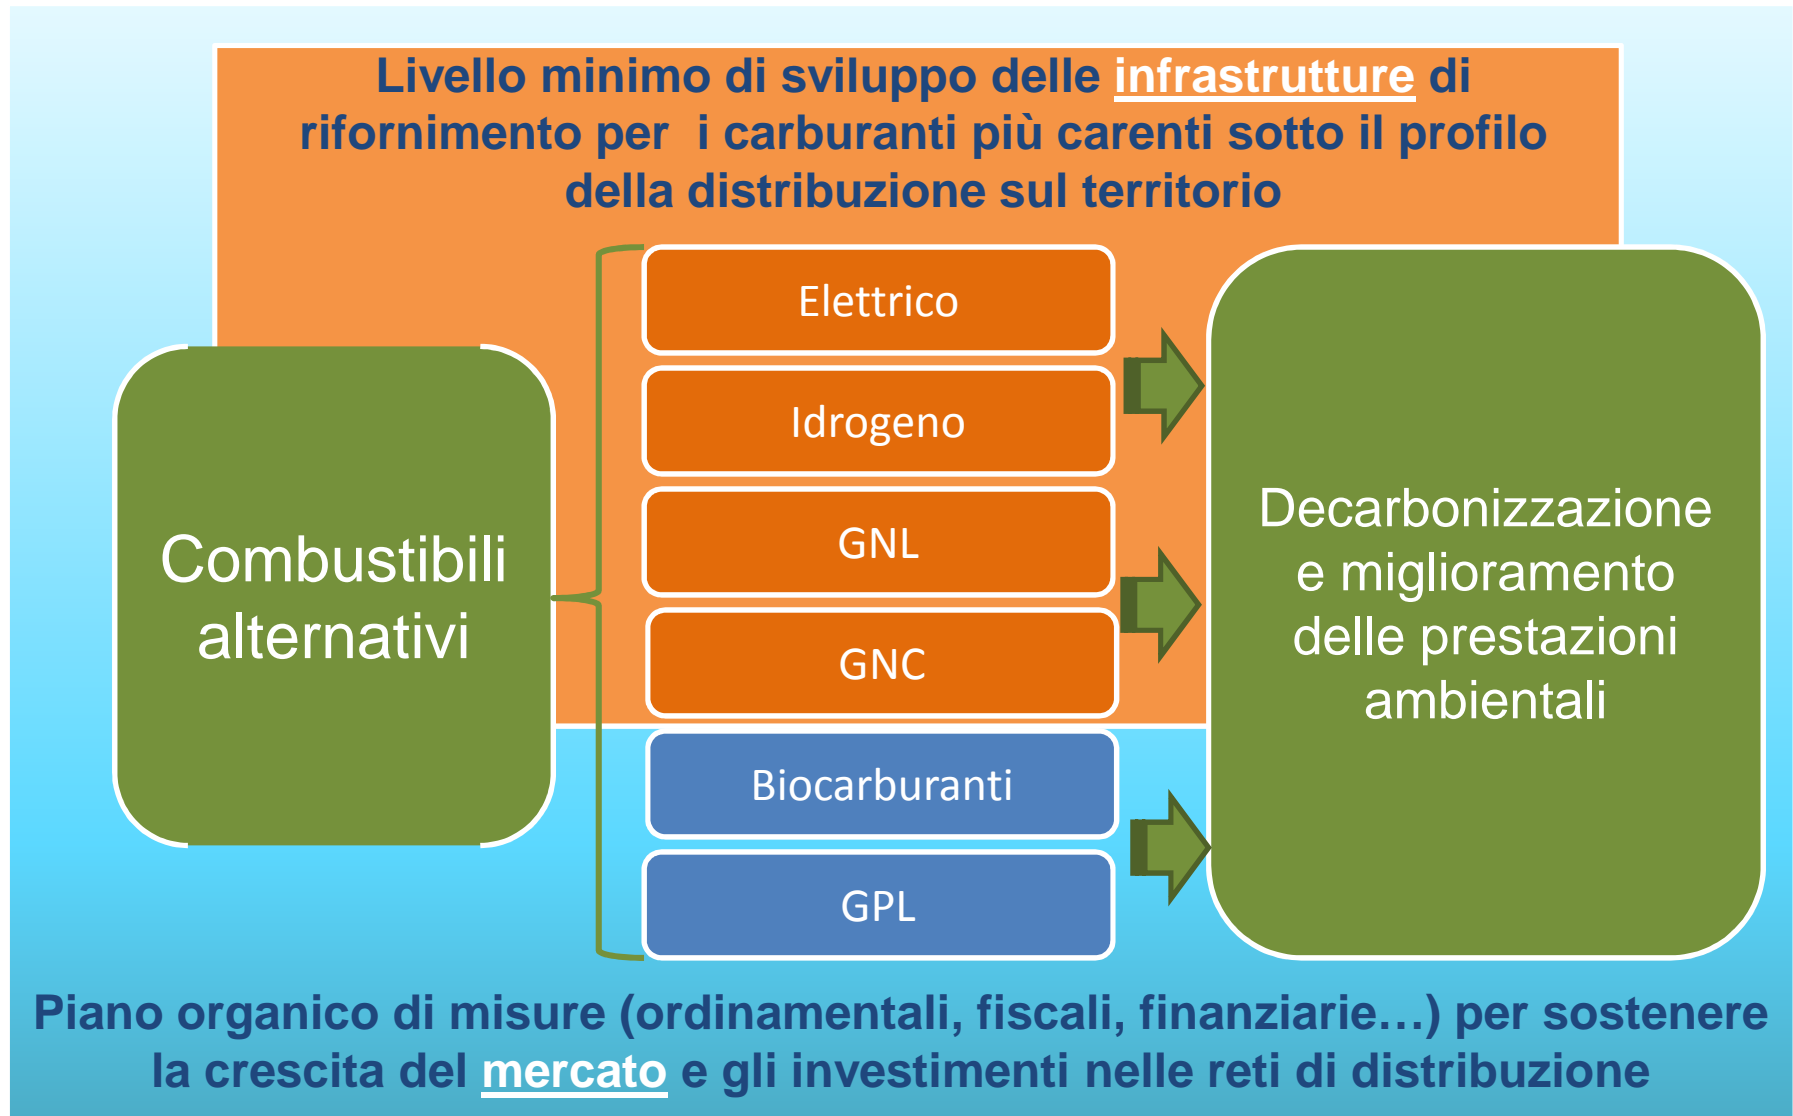 Livello minimo di sviluppo delle infrastrutture di
rifornimento per i carburanti più carenti sotto il profilo
della distribuzione sul territorio
Combustibili
alternativi
Elettrico
Idrogeno
GNL
GNC
Biocarburanti
GPL
Decarbonizzazione
e miglioramento
delle prestazioni
ambientali
Piano organico di misure (ordinamentali, fiscali, finanziarie…) per sostenere
la crescita del mercato e gli investimenti nelle reti di distribuzione